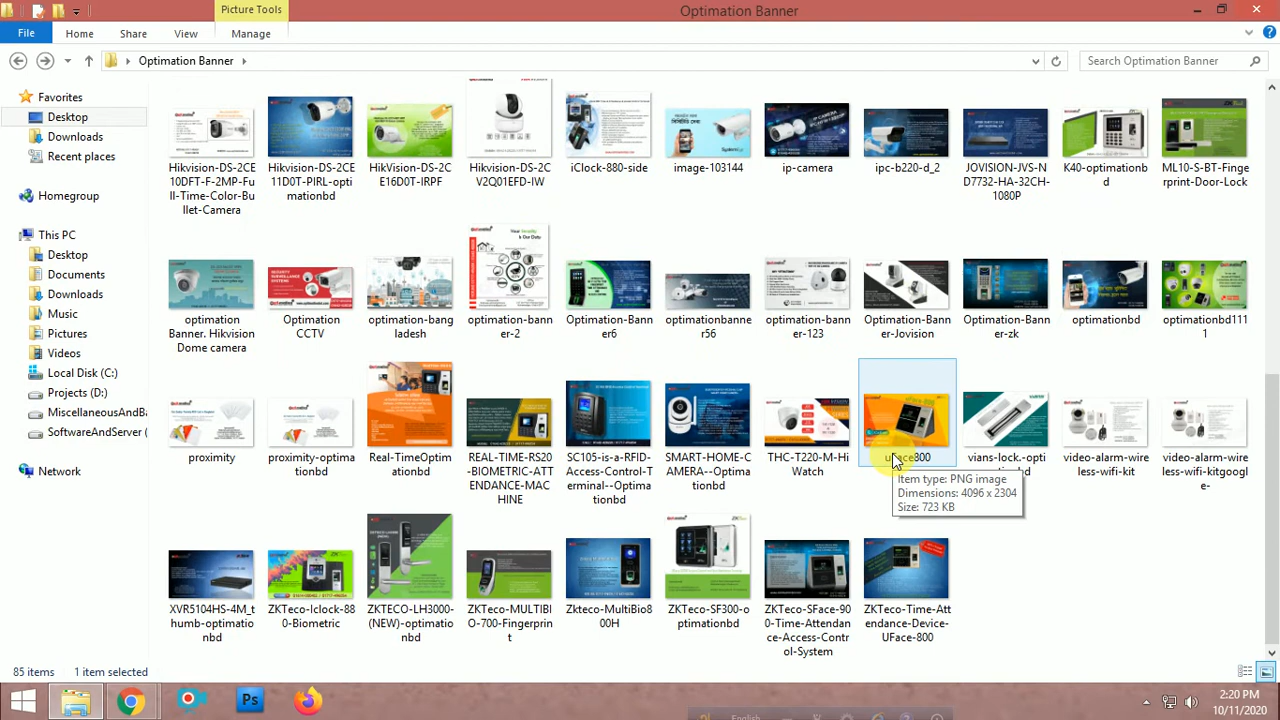 Picture Tools
Optimation Banner
File
Home
Share
View
Manage
Optimation Banner
Search Optimation Banner
Favorites
Desktop
Downloads
Recent places
Homegroup
This PC
Desktop
Documents
Downloads
Music
Pictures
Videos
Local Disk (C:)
Projects (D:)
Network
Hikvision-DS-2CE
10DFT-F-2MP-Fu
ll-Time-Color-Bu
llet-Camera
Hikvision-DS-2CE
11D0T-PIRL-opti
mationbd
Hikvision-DS-2C
E16D0T-IRPF
Hikvision-DS-2C
V2Q01EFD-IW
iClock-880-side
image-103144
ip-camera
ipc-b220-d_2
JOVISION-JVS-N
D7732-HA-32CH-
1080P
K40-optimationb
d
ML10-S-BT-Finge
rprint-Door-Lock
optimation
Banner. Hikvision
Dome camera
Optimation
CCTV
optimation-bang
ladesh
optimation-bann
er-2
Optimation-Bann
er6
optimationbanne
r56
optimation-bann
er-123
Optimation-Bann
er-Jovision
Optimation-Bann
er-zk
optimationbd
optimationbd111
1
proximity
proximity-optima
tionbd
Real-TimeOptim
ationbd
REAL-TIME-RS20
-BIOMETRIC-ATT
ENDANCE-MAC
HINE
SC105-is-a-RFID-
Access-Control-T
erminal--Optima
tionbd
SMART-HOME-C
AMERA--Optima
tionbd
THC-T220-M-Hi
Watch
uface800
vians-lock.-opti
video-alarm-wire
less-wifi-kit
video-alarm-wire
less-wifi-kitgoogl
e-
Item type: PNG image
Dimensions: 4096 x 2304
Size: 723 KB
XVR5104HS-4M_t
humb-optimatio
nbd
ZKTeco-Iclock-88
0-Biometric
ZKTECO-LH3000-
(NEW)-optimatio
nbd
ZKTeco-MULTIBI
O-700-Fingerprin
t
Zkteco-MultiBio8
00H
ZKTeco-SF300-o
ptimationbd
ZKTeco-SFace-90
0-Time-Attendan
ce-Access-Contr
ol-System
ZKTeco-Time-Att
endance-Device-
UFace-800
85 items
1 item selected
Ps
English
2:20 PM
10/11/2020